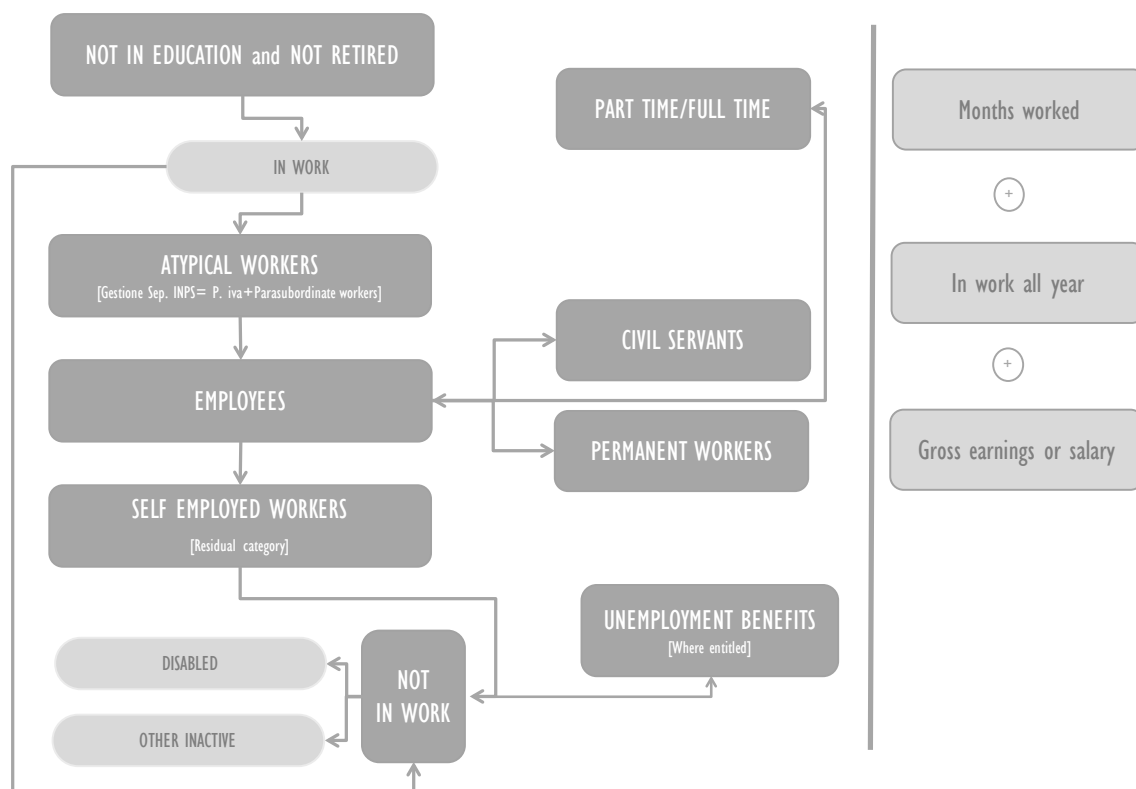 NOT IN EDUCATION and NOT RETIRED
IN WORK
ATYPICAL WORKERS
[Gestione Sep. INPS= P. iva+Parasubordinate workers]
EMPLOYEES
SELF EMPLOYED WORKERS
[Residual category]
DISABLED
OTHER INACTIVE
NOT
IN WORK
PART TIME/FULL TIME
CIVIL SERVANTS
PERMANENT WORKERS
UNEMPLOYMENT BENEFITS
[Where entitled]
Months worked
+
In work all year
+
Gross earnings or salary